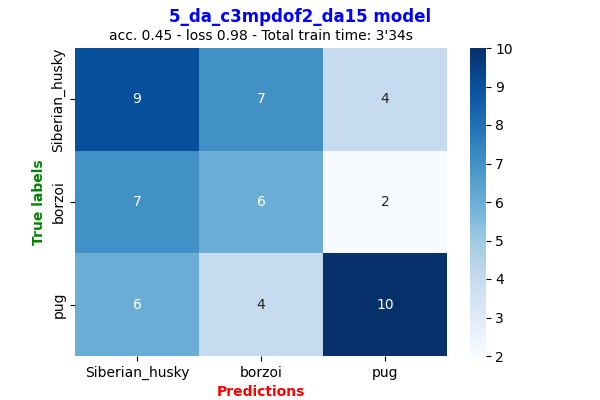 5_da_c3mpdof2_da15 model
acc. 0.45 - loss 0.98 - Total train time: 3'34s
True labels
Siberian_husky
9 7 4
borzoi
7 6 2
pug
6 4 10
Siberian_husky borzoi pug
Predictions
10
9
8
7
6
5
4
3
2